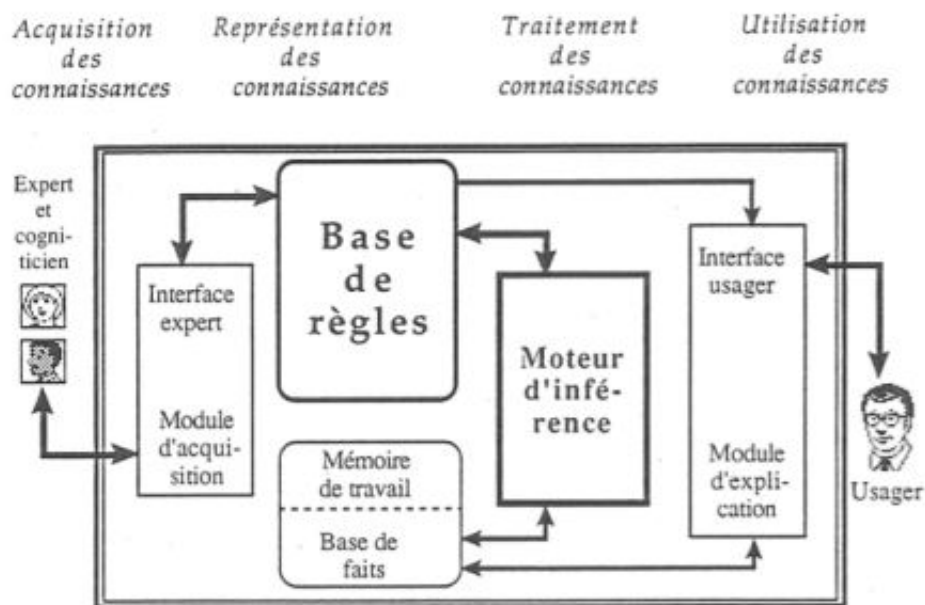 Acquisition
des
connaissances
Représentation
des
connaissances
Traitement
des
connaissances
Utilisation
des
connaissances
Expert
et
cogni-
ticien
Interface
expert
Module
d'acqui-
sition
Base
de
règles
Mémoire
de travail
Base de
faits
Moteur
d'infé-
rence
Interface
usager
Module
d'expli-
cation
Usager